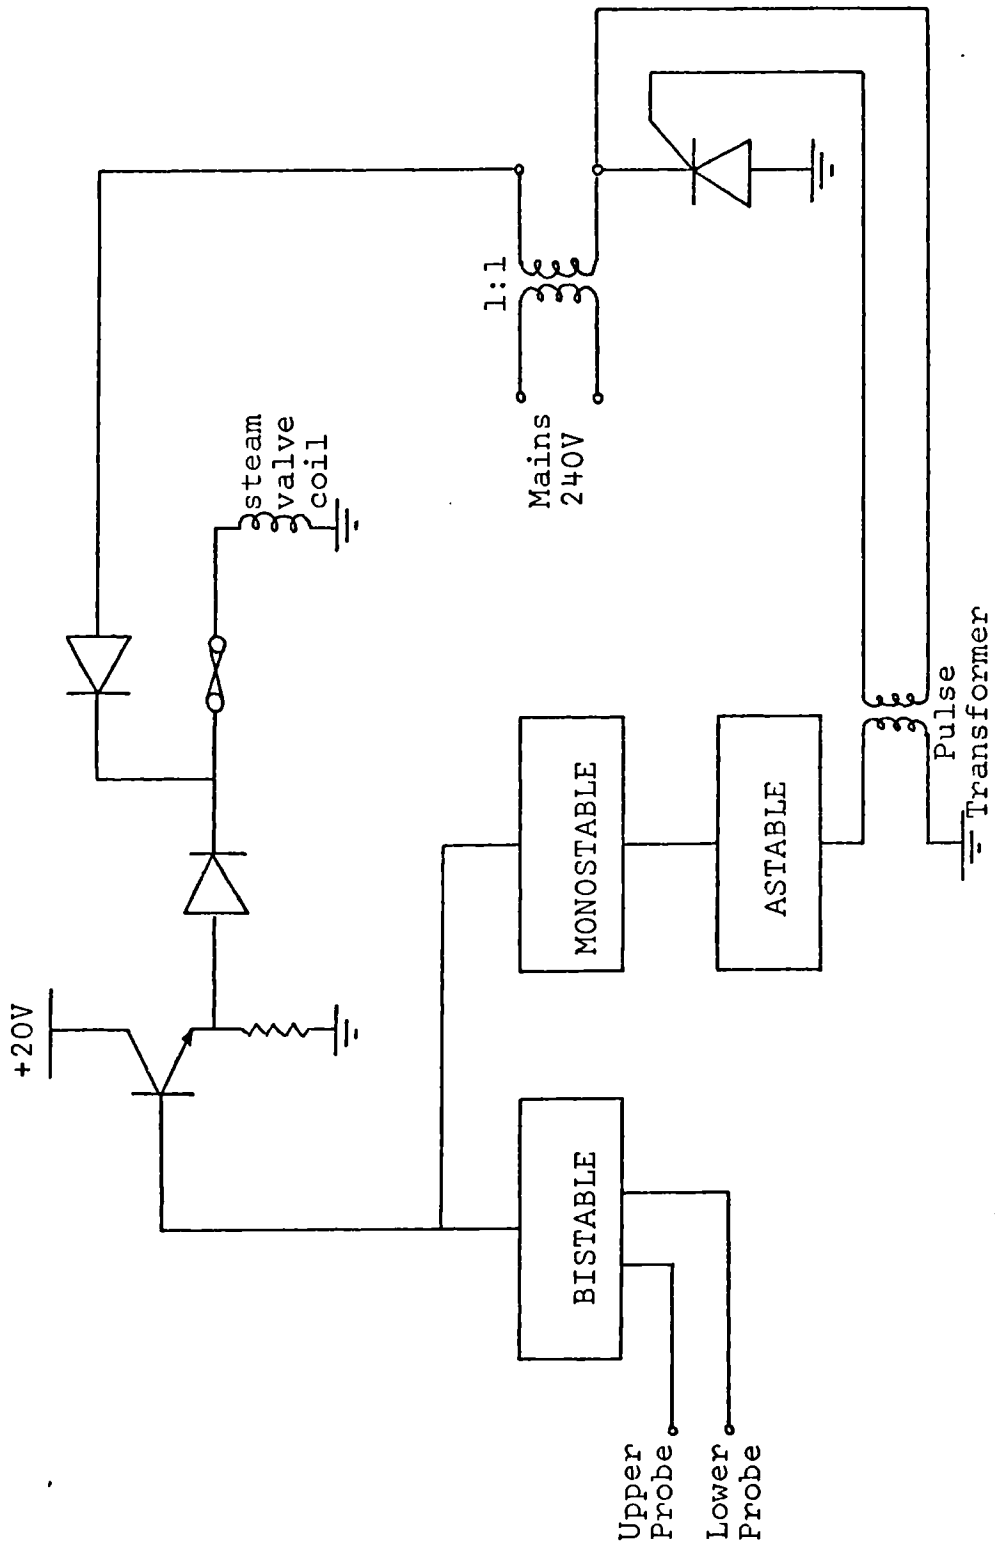 +20V
steam
valve
coil
1:1
Mains
240V
BISTABLE
MONOSTABLE
ASTABLE
Upper
Probe
Lower
Probe
Pulse
Transformer